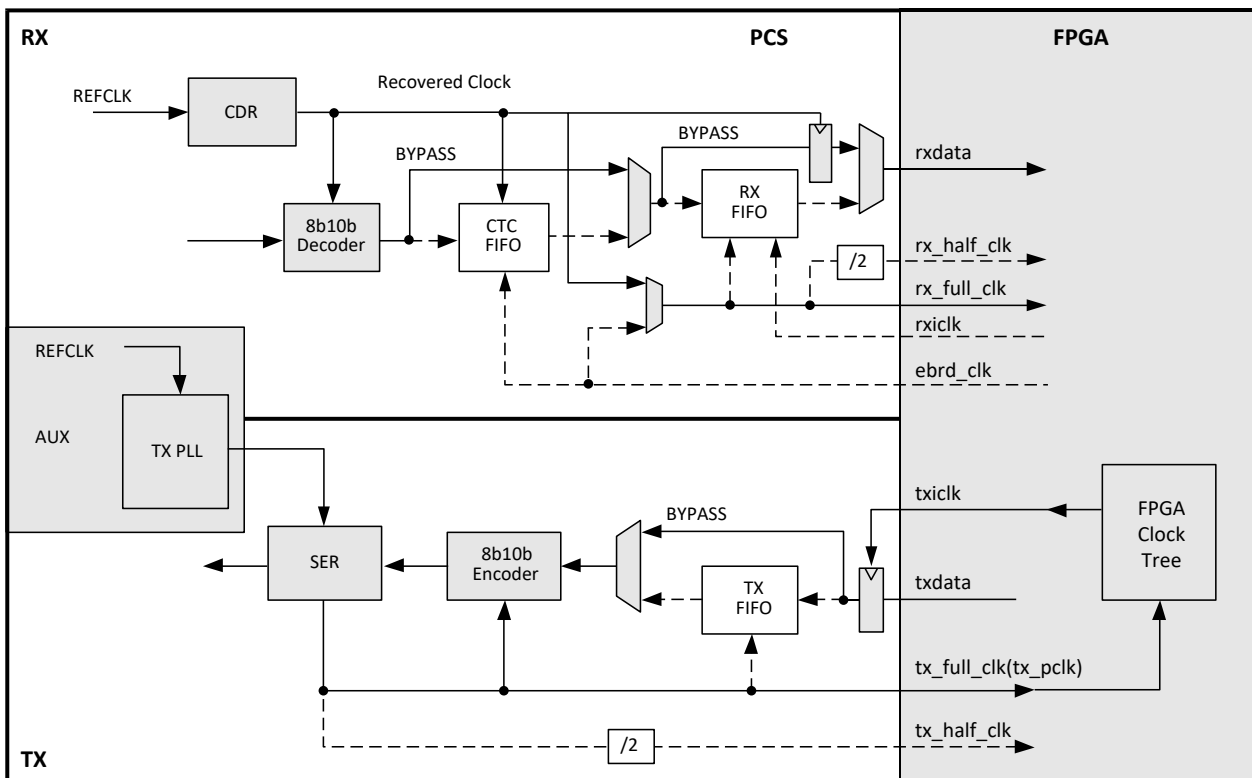 RX
PCS
FPGA
REFCLK
CDR
Recovered Clock
BYPASS
BYPASS
rxdata
8b10b
Decoder
CTC
FIFO
RX
FIFO
/2
rx_half_clk
rx_full_clk
rxiclk
ebrd_clk
REFCLK
AUX
TX PLL
txiclk
FPGA
Clock
Tree
BYPASS
SER
8b10b
Encoder
TX
FIFO
txdata
tx_full_clk(tx_pclk)
tx_half_clk
/2
TX